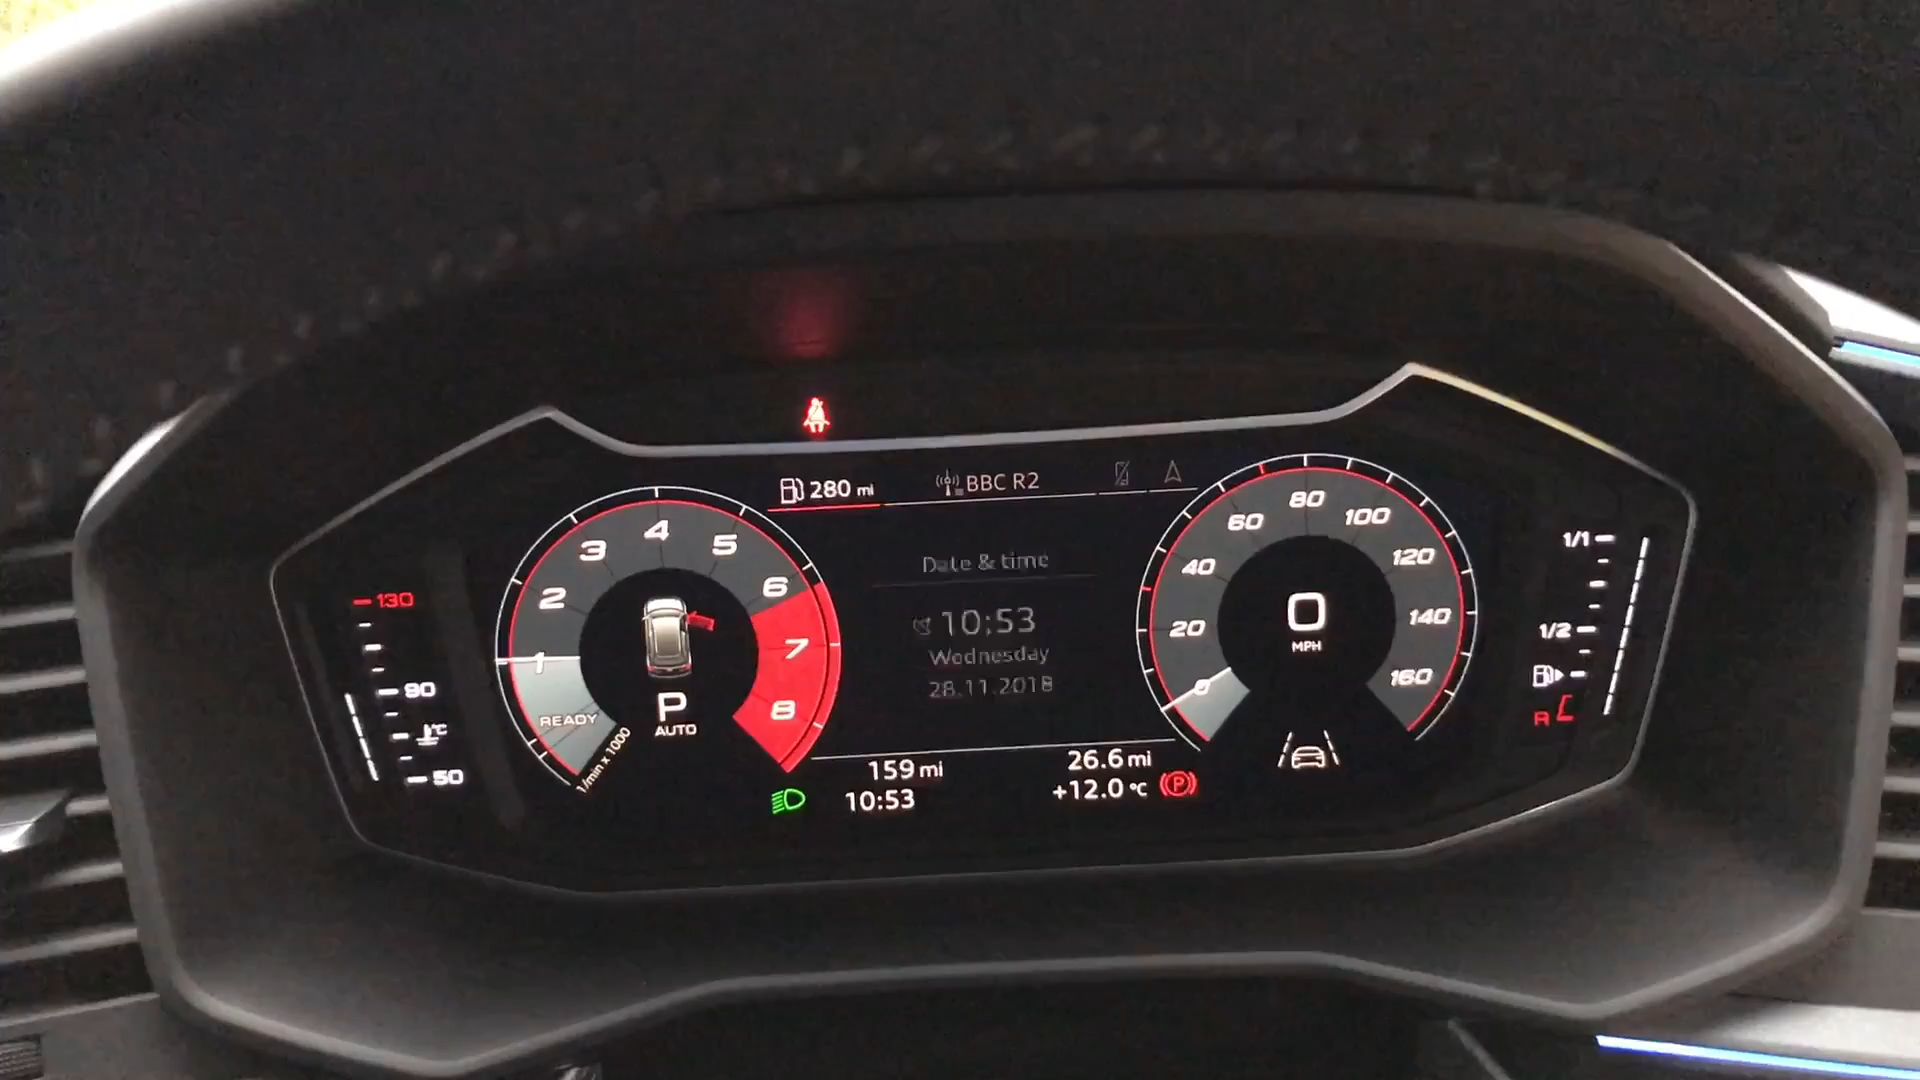 280 mi
BBC R2
Date & time
10:53
Wednesday
28.11.2018
130
90
°C
50
1
2
3
4
5
6
7
8
READY
1/min x 1000
P
AUTO
0
20
40
60
80
100
120
140
160
0
MPH
1/1
1/2
R
159 mi
10:53
26.6 mi
+12.0 °C
(P)